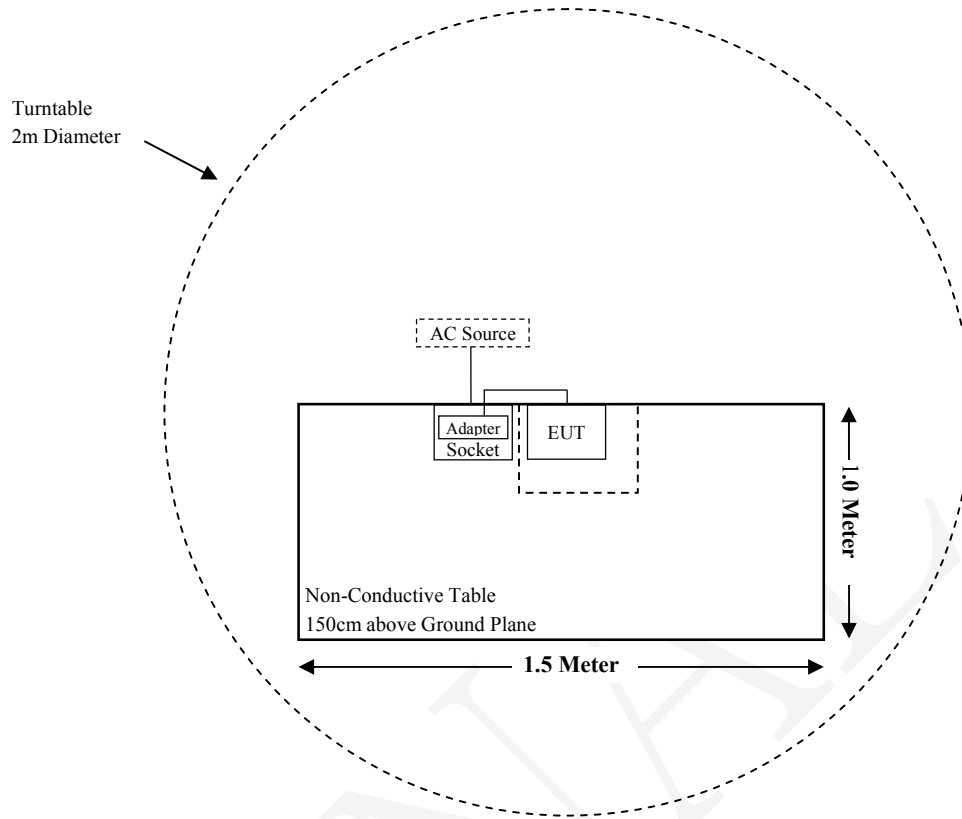 Turntable
2m Diameter
AC Source
Adapter
Socket
EUT
1.0 Meter
Non-Conductive Table
150cm above Ground Plane
1.5 Meter